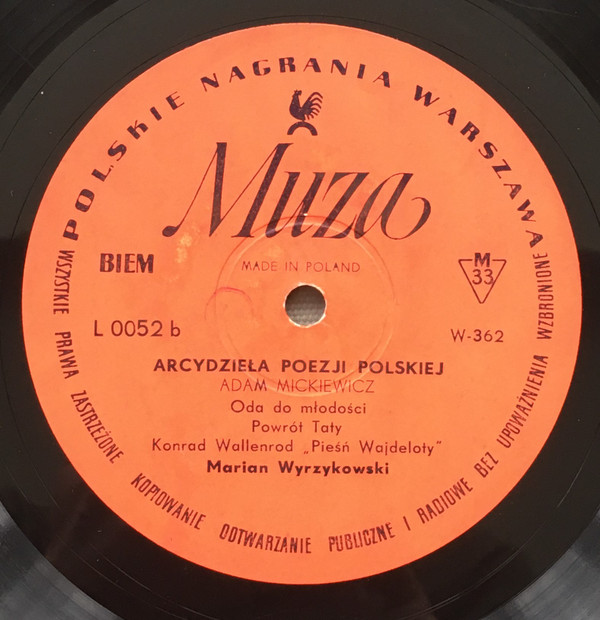 POLSKIE NAGRANIA WARSZAWA
Muza
BIEM
MADE IN POLAND
M
33
L 0052 b
W-362
ARCYDZIEŁA POEZJI POLSKIEJ
ADAM MICKIEWICZ
Oda do młodości
Powrót Taty
Konrad Wallenrod „Pieśń Wajdeloty"
Marian Wyrzykowski
WSZYSTKIE PRAWA ZASTRZEŻONE KOPIOWANIE ODTWARZANIE PUBLICZNE I RADIOWE BEZ UPOWAŻNIENIA WZBRONIONE